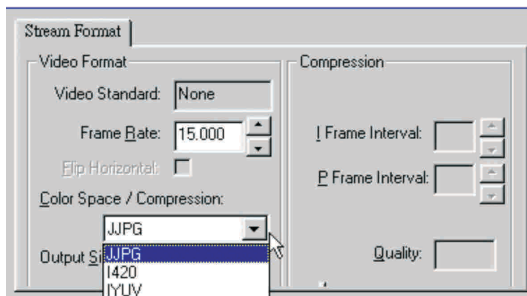 Stream Format
Video Format
Video Standard: None
Frame Rate: 15.000
Flip Horizontal:
Color Space / Compression:
JJPG
Output Si
JJPG
I420
IYUV
Compression
I Frame Interval:
P Frame Interval:
Quality: